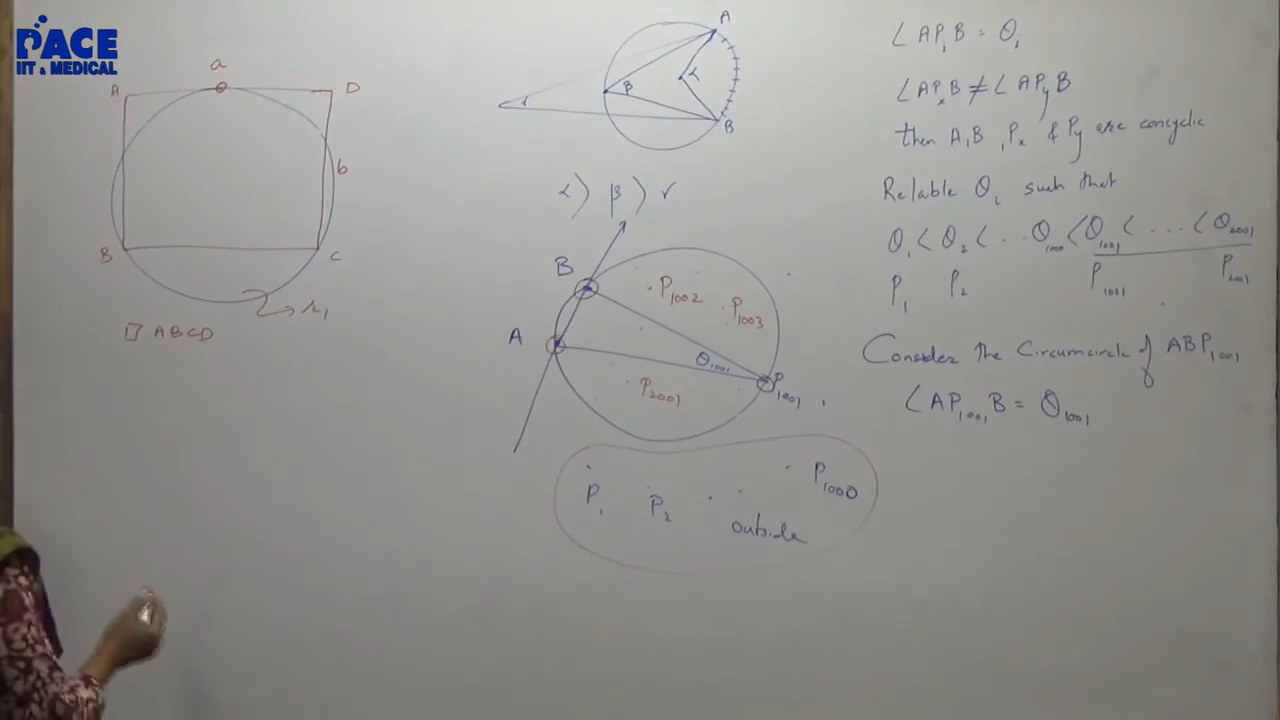 PACE
IIT & MEDICAL
a
A
D
b
B
C
r₁
□ ABCD
A
α
β
γ
B
α > β > γ
B
A
P₁₀₀₂
P₁₀₀₃
θ₁₀₀₁
P₁₀₀₁
P₂₀₀₁
P₁
P₂
P₁₀₀₀
outside
∠AP₁B = θ₁
∠APₓB ≠ ∠AP_yB
then A, B, Pₓ & P_y are concyclic
Relable θᵢ such that
θ₁ < θ₂ < ... θ₁₀₀₀ < θ₁₀₀₁ < ... < θ₂₀₀₁
P₁ P₂ P₁₀₀₁ P₂₀₀₁
Consider the Circumcircle of ABP₁₀₀₁
∠AP₁₀₀₁B = θ₁₀₀₁